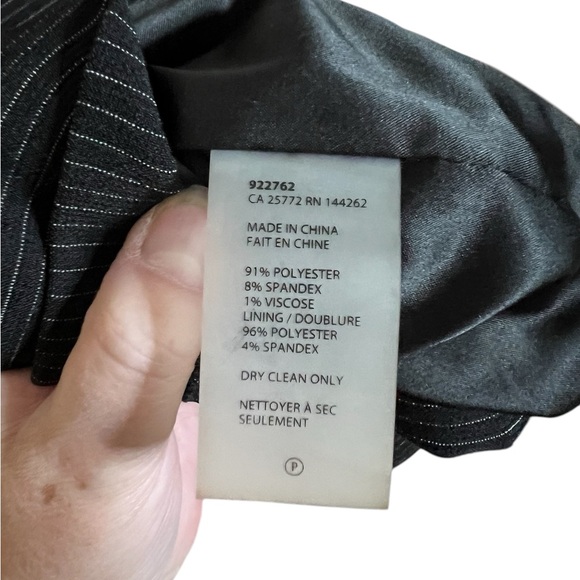 922762
CA 25772 RN 144262
MADE IN CHINA
FAIT EN CHINE
91% POLYESTER
8% SPANDEX
1% VISCOSE
LINING / DOUBLURE
96% POLYESTER
4% SPANDEX
DRY CLEAN ONLY
NETTOYER À SEC
SEULEMENT
P